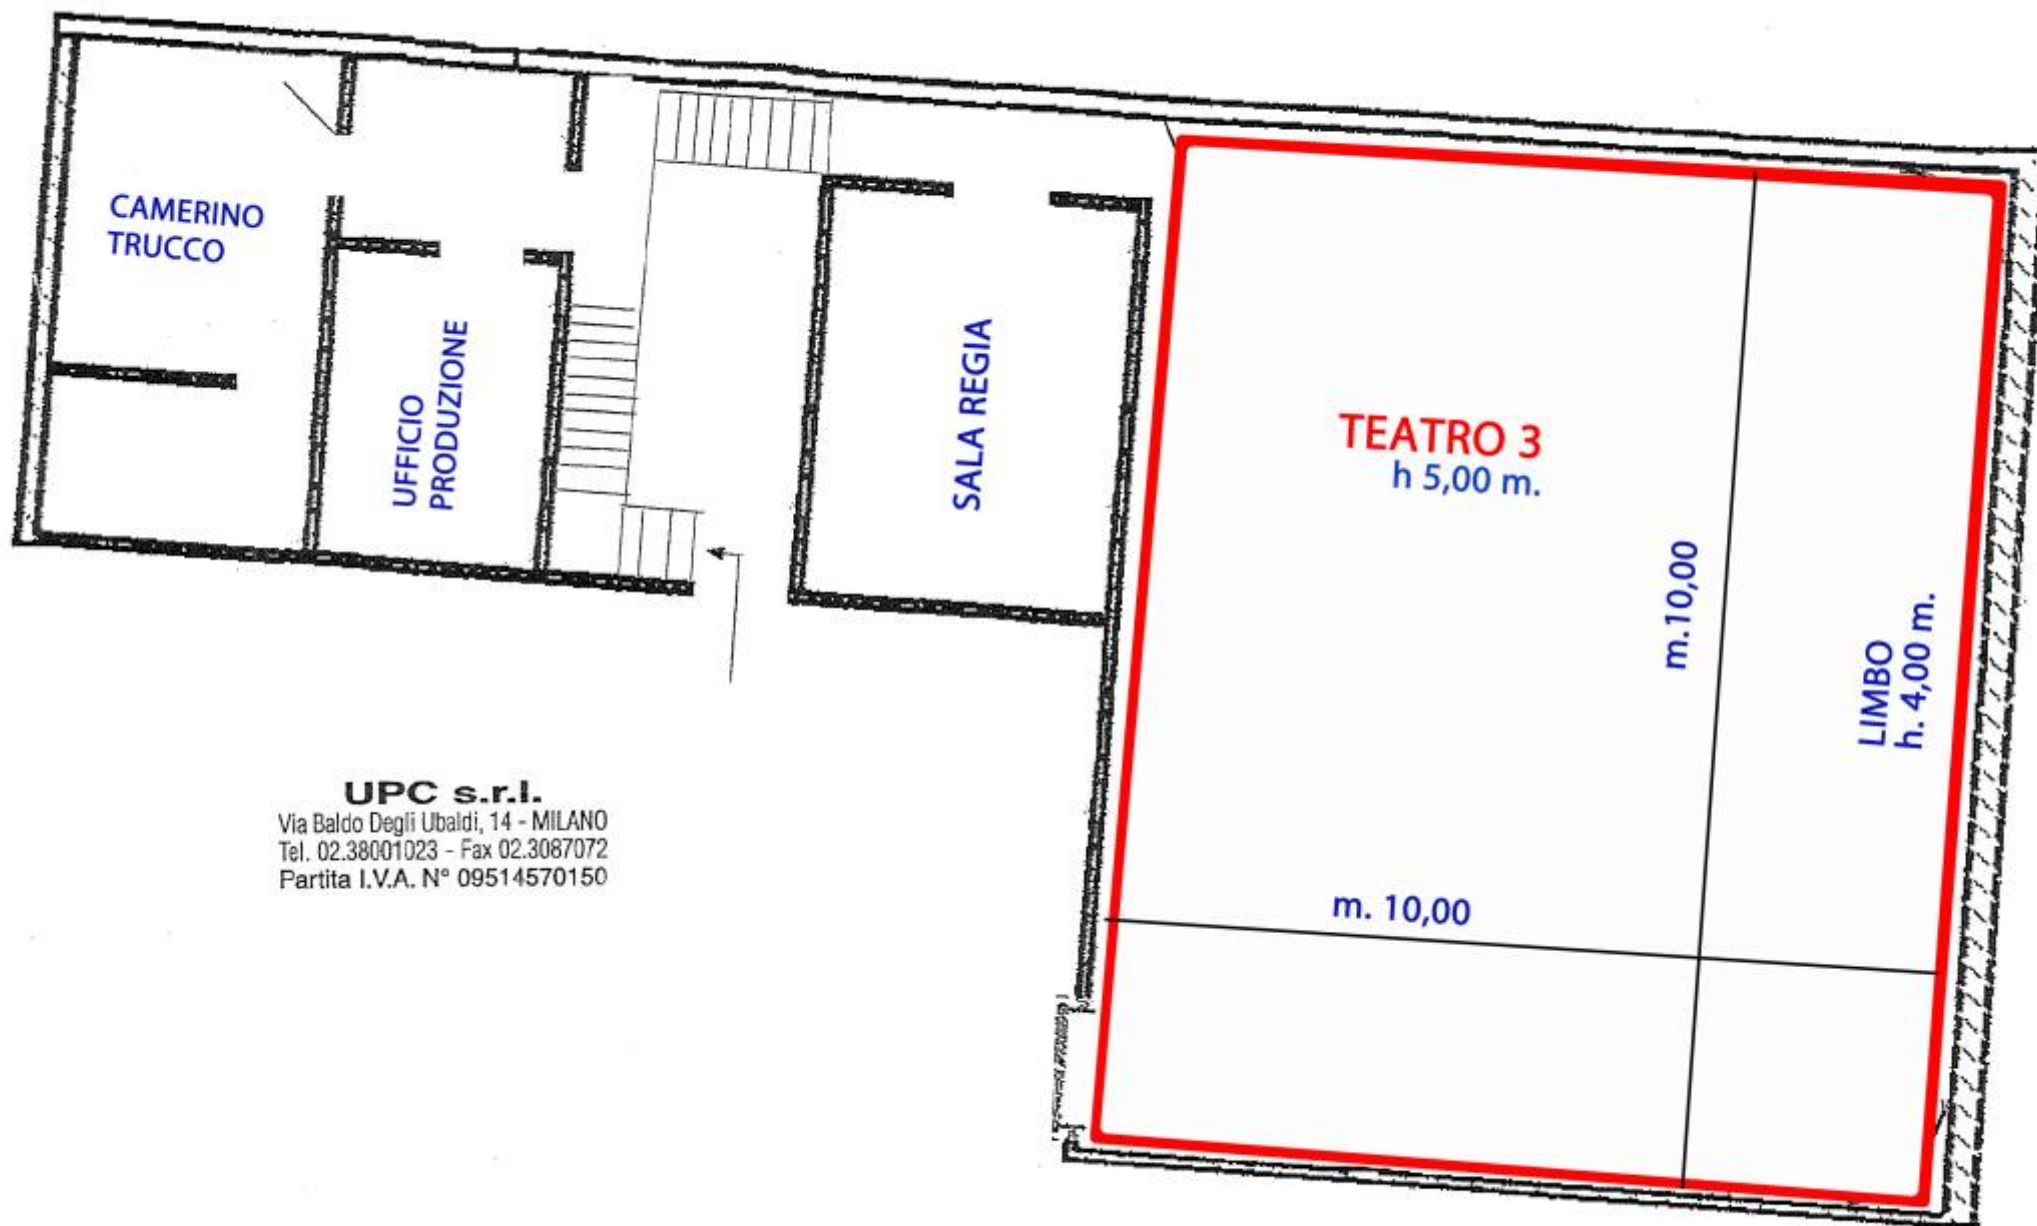 CAMERINO
TRUCCO
UFFICIO
PRODUZIONE
SALA REGIA
TEATRO 3
h 5,00 m.
m.10,00
LIMBO
h. 4,00 m.
m. 10,00
UPC s.r.l.
Via Baldo Degli Ubaldi, 14 - MILANO
Tel. 02.38001023 - Fax 02.3087072
Partita I.V.A. N° 09514570150